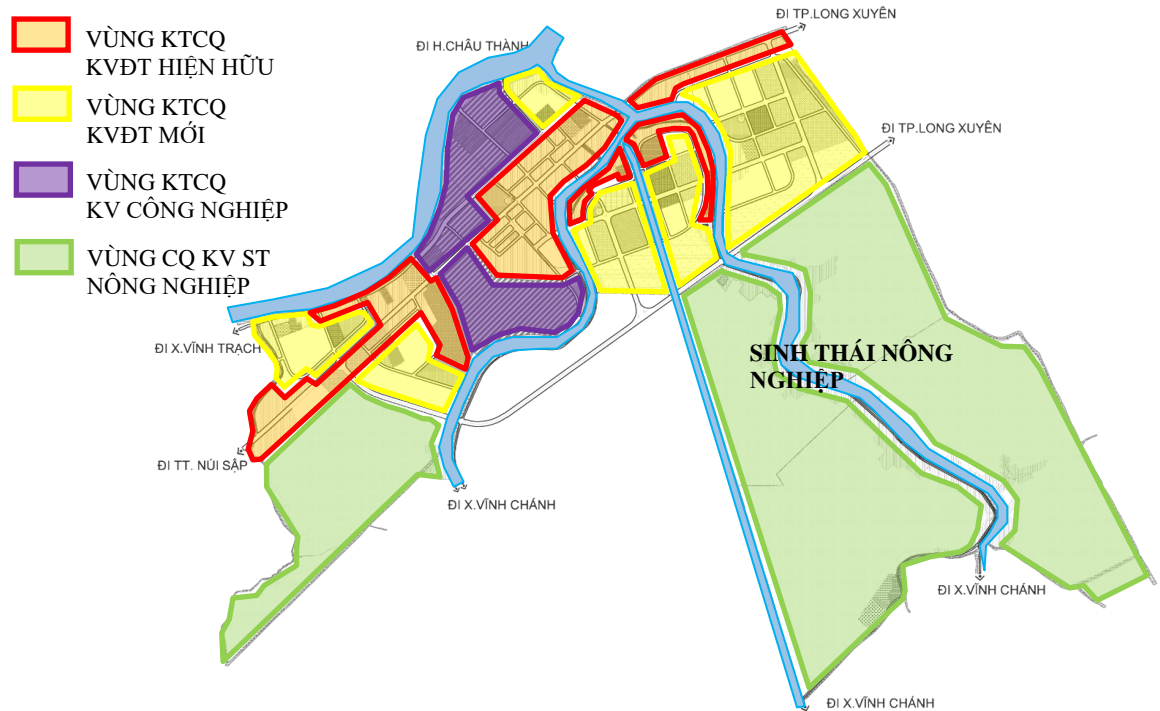 VÙNG KTCQ
KVĐT HIỆN HỮU
VÙNG KTCQ
KVĐT MỚI
VÙNG KTCQ
KV CÔNG NGHIỆP
VÙNG CQ KV ST
NÔNG NGHIỆP
ĐI TP.LONG XUYÊN
ĐI H.CHÂU THÀNH
ĐI TP.LONG XUYÊN
ĐI X.VĨNH TRẠCH
SINH THÁI NÔNG
NGHIỆP
ĐI TT. NÚI SẬP
ĐI X.VĨNH CHÁNH
ĐI X.VĨNH CHÁNH
ĐI X.VĨNH CHÁNH